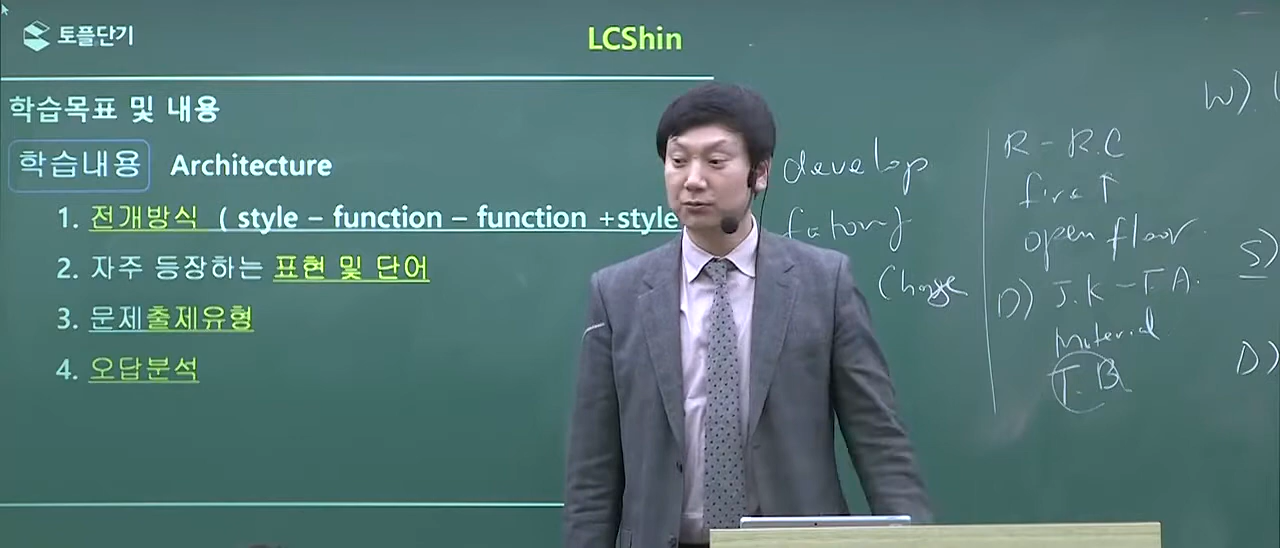 토플단기
LCShin
학습목표 및 내용
학습내용 Architecture
1. 전개방식 ( style – function – function +style
2. 자주 등장하는 표현 및 단어
3. 문제출제유형
4. 오답분석
develop
Change
W)
R - R.C
fire ↑
open floor
S)
D) J.K - T.A.
Material
T.B
D)